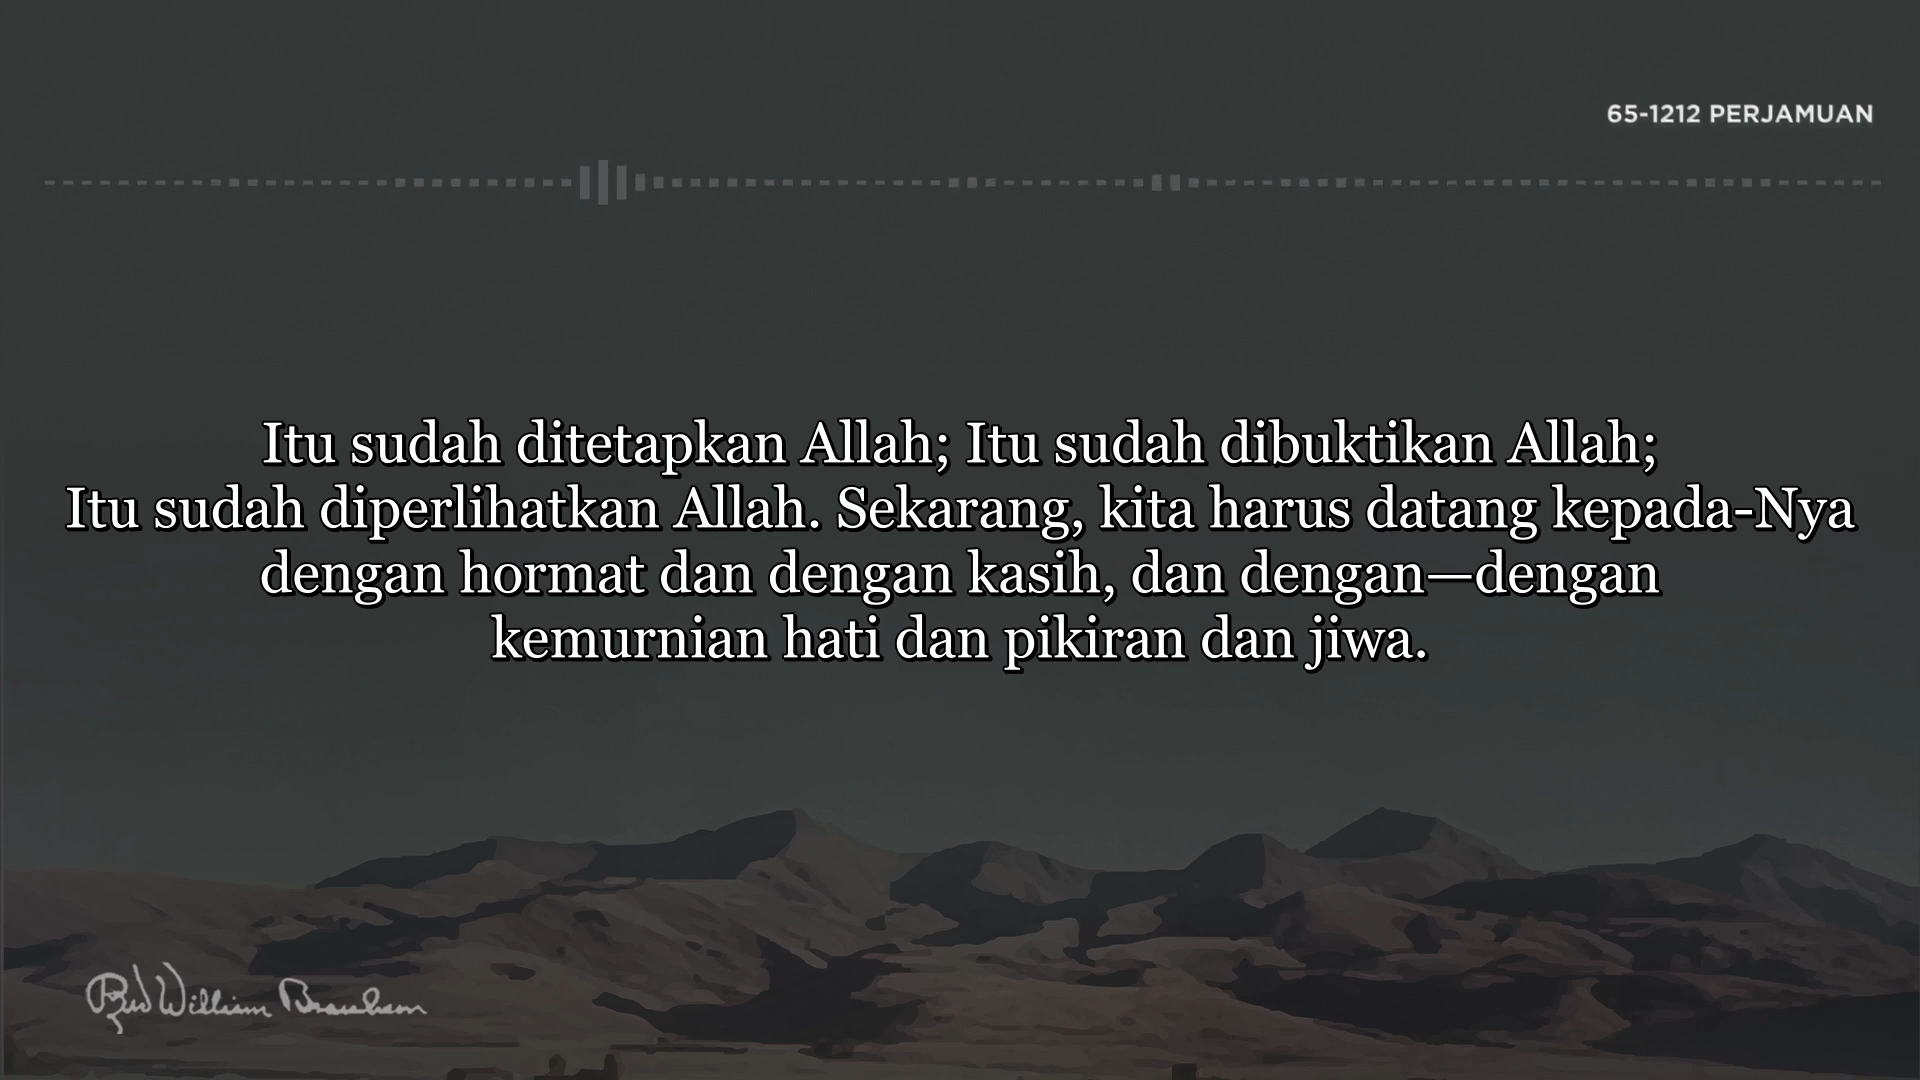 65-1212 PERJAMUAN
Itu sudah ditetapkan Allah; Itu sudah dibuktikan Allah;
Itu sudah diperlihatkan Allah. Sekarang, kita harus datang kepada-Nya
dengan hormat dan dengan kasih, dan dengan—dengan
kemurnian hati dan pikiran dan jiwa.
William Branham